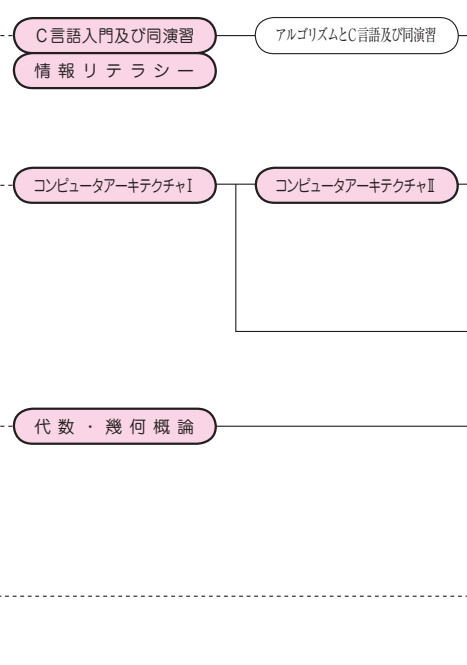 C言語入門及び同演習
アルゴリズムとC言語及び同演習
情報リテラシー
コンピュータアーキテクチャⅠ
コンピュータアーキテクチャⅡ
代数・幾何概論